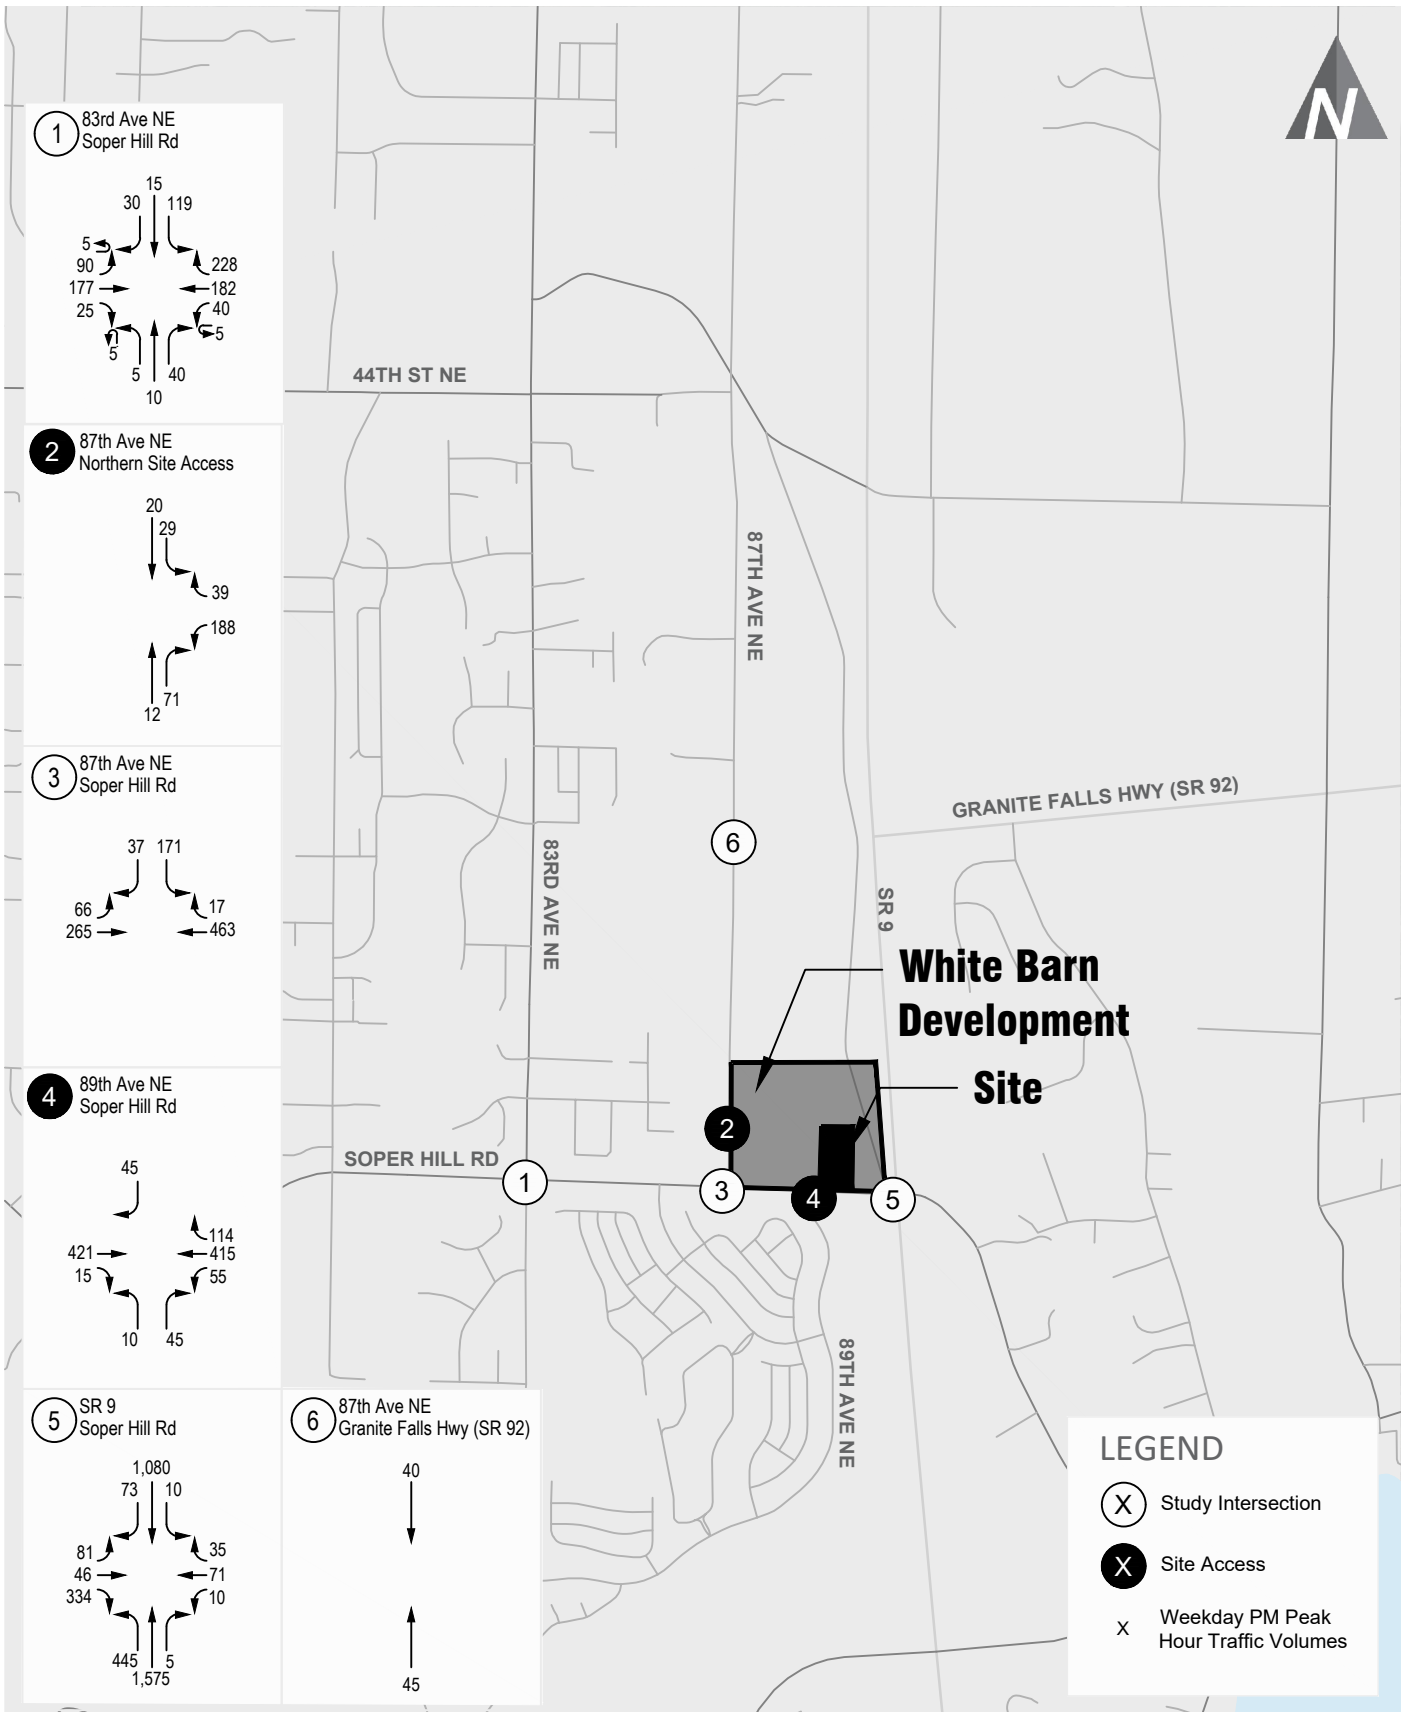 N
1
83rd Ave NE
Soper Hill Rd
15
30
119
5
90
177
25
5
228
182
40
5
5
40
10
2
87th Ave NE
Northern Site Access
20
29
39
188
71
12
3
87th Ave NE
Soper Hill Rd
37
171
66
265
17
463
4
89th Ave NE
Soper Hill Rd
45
421
15
114
415
55
10
45
5
SR 9
Soper Hill Rd
1,080
73
10
81
46
334
35
71
10
445
5
1,575
6
87th Ave NE
Granite Falls Hwy (SR 92)
40
45
44TH ST NE
87TH AVE NE
GRANITE FALLS HWY (SR 92)
6
83RD AVE NE
SR 9
White Barn
Development
Site
2
SOPER HILL RD
1
3
4
5
89TH AVE NE
LEGEND
X Study Intersection
X Site Access
X Weekday PM Peak
Hour Traffic Volumes